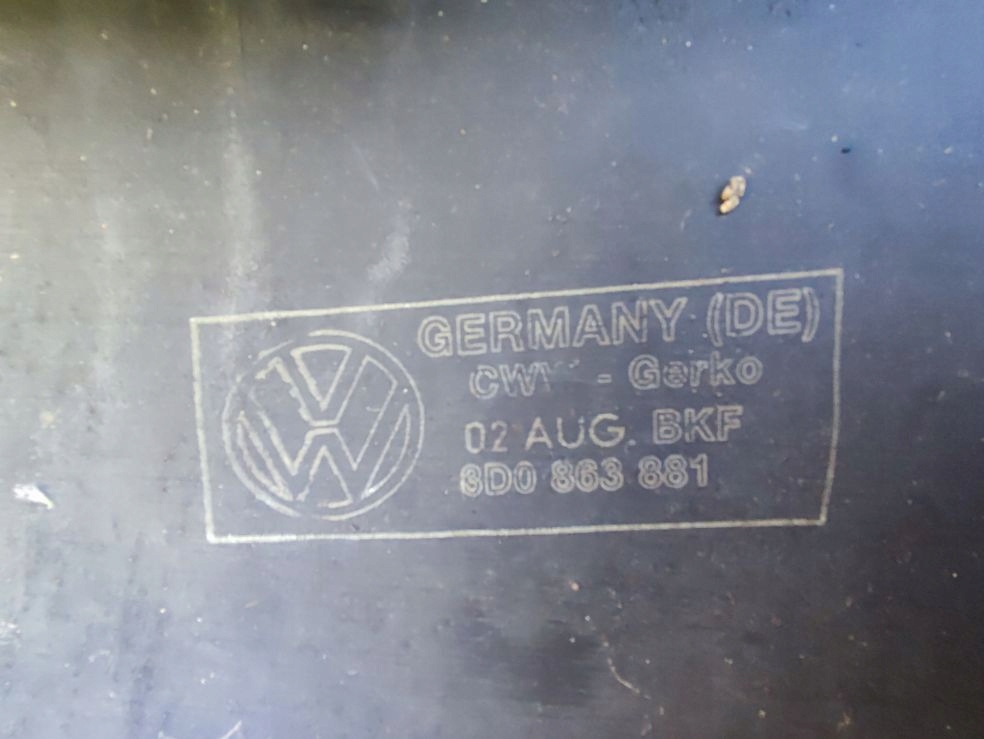 GERMANY (DE)
- Gerko
02 AUG. BKF
8D0 863 881